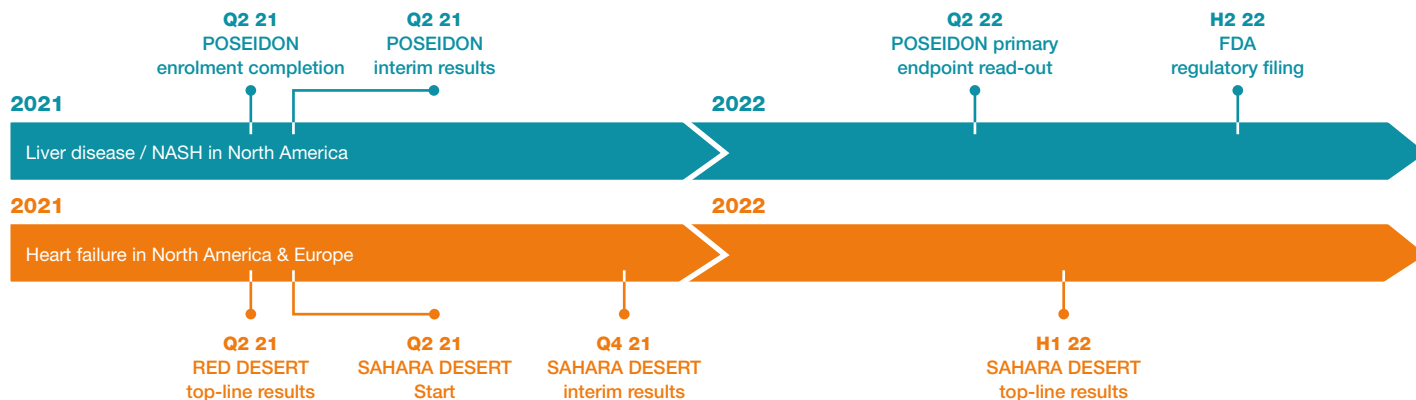 Q2 21
POSEIDON
enrolment completion
Q2 21
POSEIDON
interim results
Q2 22
POSEIDON primary
endpoint read-out
H2 22
FDA
regulatory filing
2021
2022
Liver disease / NASH in North America
2021
2022
Heart failure in North America & Europe
Q2 21
RED DESERT
top-line results
Q2 21
SAHARA DESERT
Start
Q4 21
SAHARA DESERT
interim results
H1 22
SAHARA DESERT
top-line results